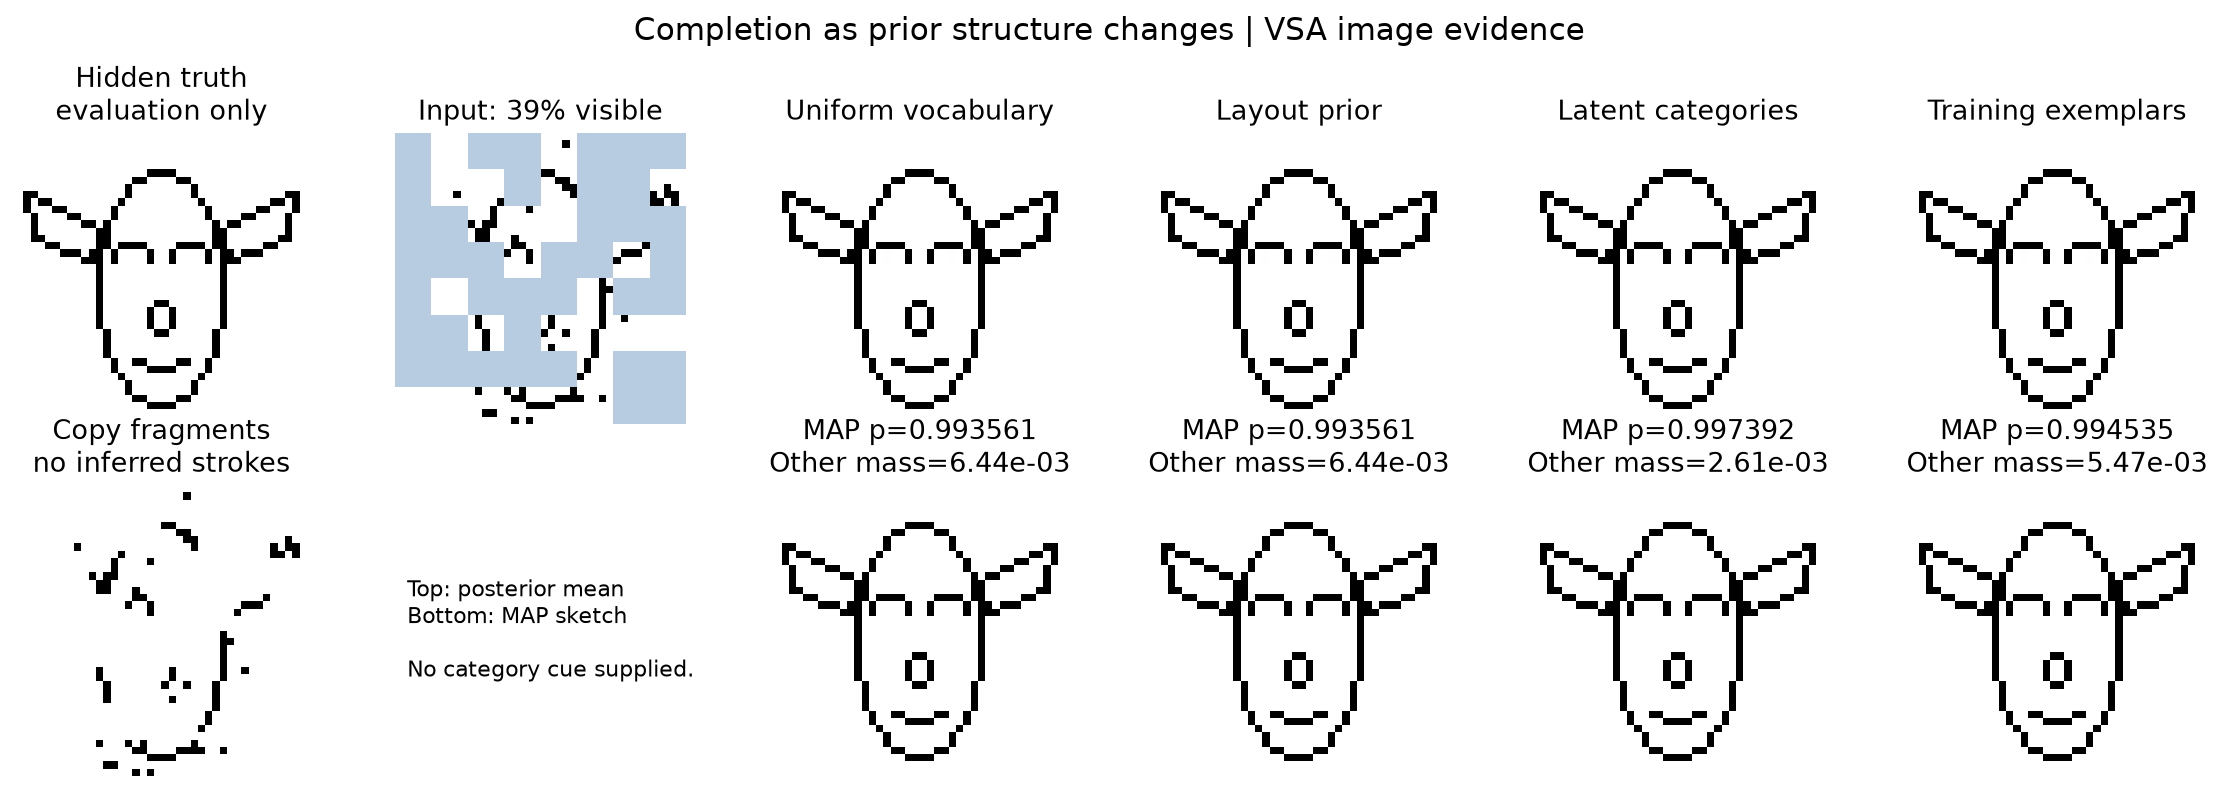 Completion as prior structure changes | VSA image evidence
Hidden truth
evaluation only
Input: 39% visible
Uniform vocabulary
Layout prior
Latent categories
Training exemplars
Copy fragments
no inferred strokes
MAP p=0.993561
Other mass=6.44e-03
MAP p=0.993561
Other mass=6.44e-03
MAP p=0.997392
Other mass=2.61e-03
MAP p=0.994535
Other mass=5.47e-03
Top: posterior mean
Bottom: MAP sketch
No category cue supplied.